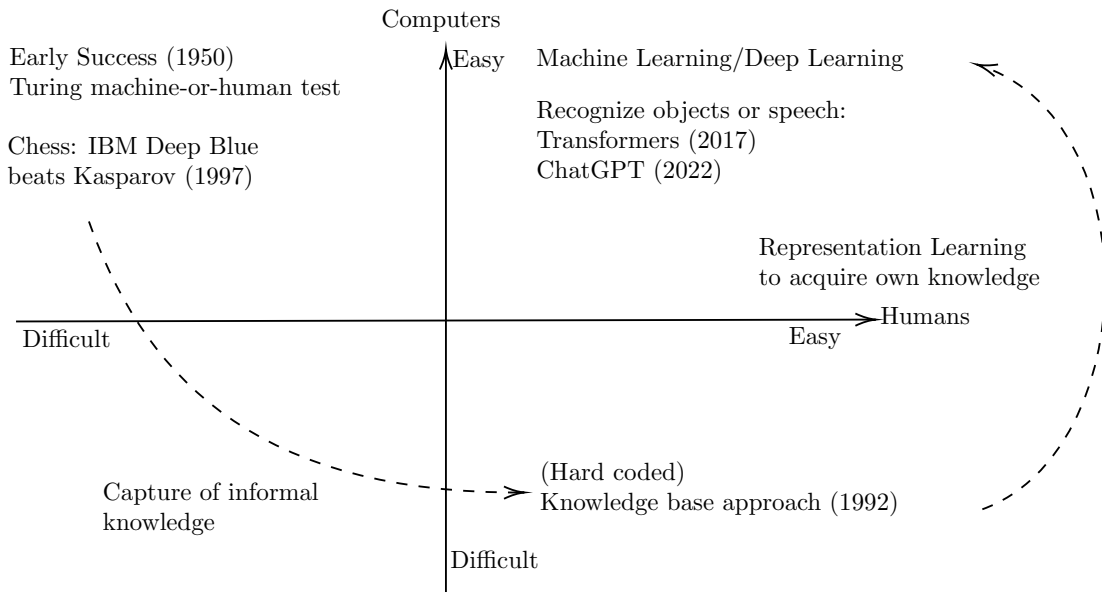 Computers
Early Success (1950)
Turing machine-or-human test
Easy
Machine Learning/Deep Learning
Recognize objects or speech:
Transformers (2017)
ChatGPT (2022)
Chess: IBM Deep Blue
beats Kasparov (1997)
Representation Learning
to acquire own knowledge
Humans
Difficult
Easy
(Hard coded)
Knowledge base approach (1992)
Capture of informal
knowledge
Difficult